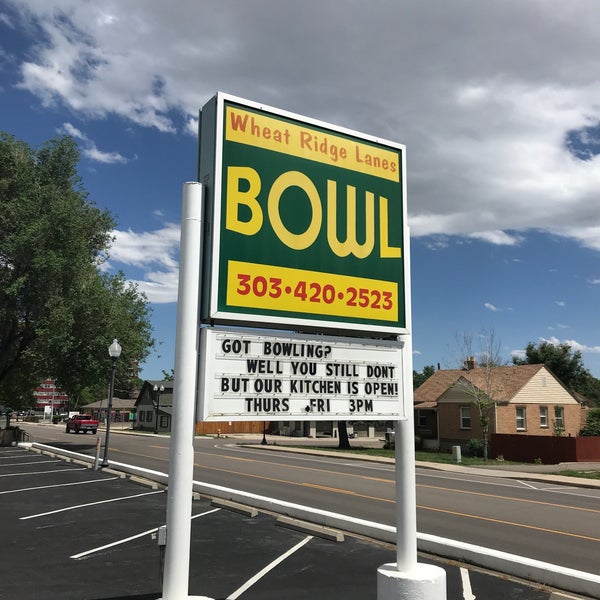 Wheat Ridge Lanes
BOWL
303•420•2523
GOT BOWLING?
WELL YOU STILL DONT
BUT OUR KITCHEN IS OPEN!
THURS FRI 3PM